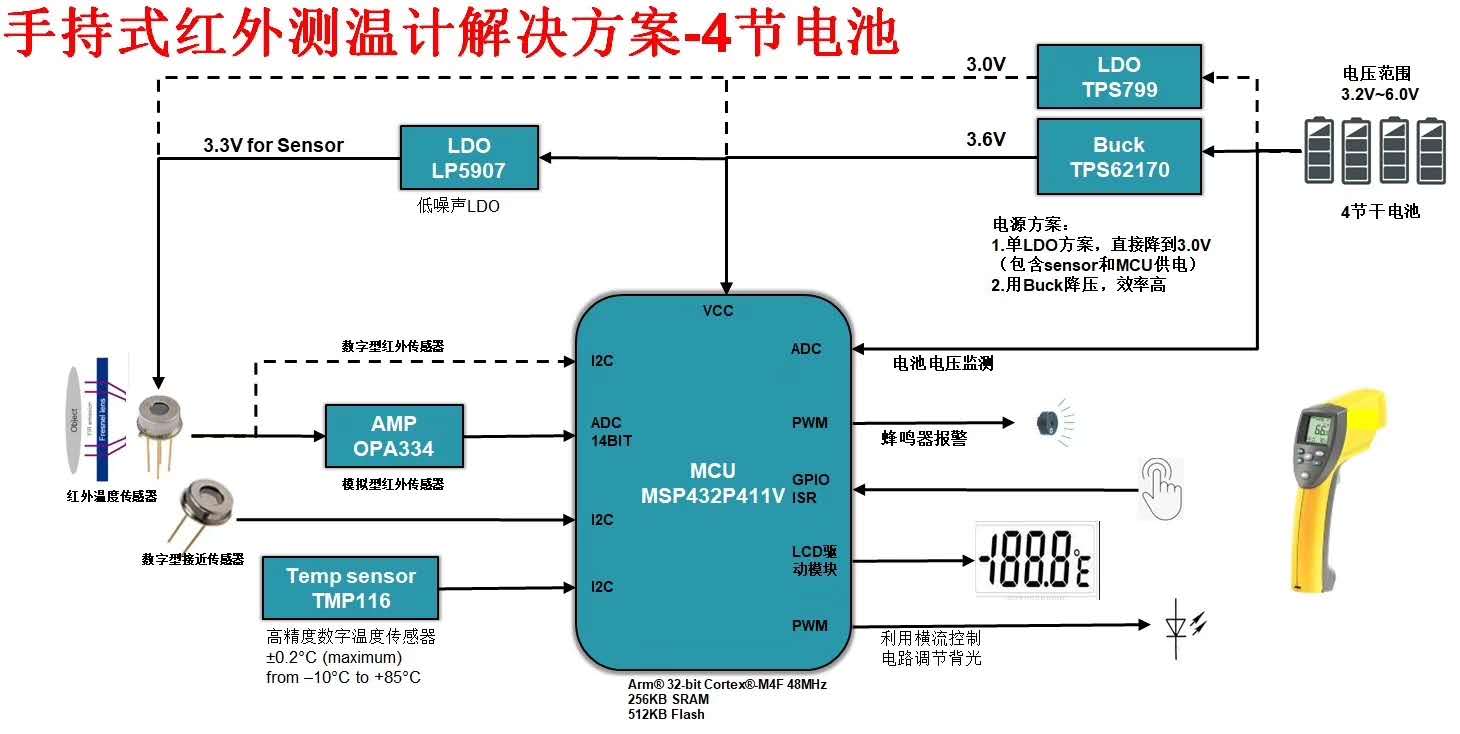 手持式红外测温计解决方案-4节电池
3.0V
LDO
TPS799
电压范围
3.2V~6.0V
3.3V for Sensor
LDO
LP5907
低噪声LDO
3.6V
Buck
TPS62170
4节干电池
电源方案：
1.单LDO方案，直接降到3.0V
（包含sensor和MCU供电）
2.用Buck降压，效率高
VCC
数字型红外传感器
I2C
ADC
电池电压监测
Object
Fresnel lens
红外温度传感器
AMP
OPA334
模拟型红外传感器
ADC
14BIT
PWM
蜂鸣器报警
MCU
MSP432P411V
GPIO
ISR
I2C
数字型接近传感器
LCD驱
动模块
-188.8°E
Temp sensor
TMP116
I2C
高精度数字温度传感器
±0.2°C (maximum)
from –10°C to +85°C
PWM
利用横流控制
电路调节背光
Arm® 32-bit Cortex®-M4F 48MHz
256KB SRAM
512KB Flash